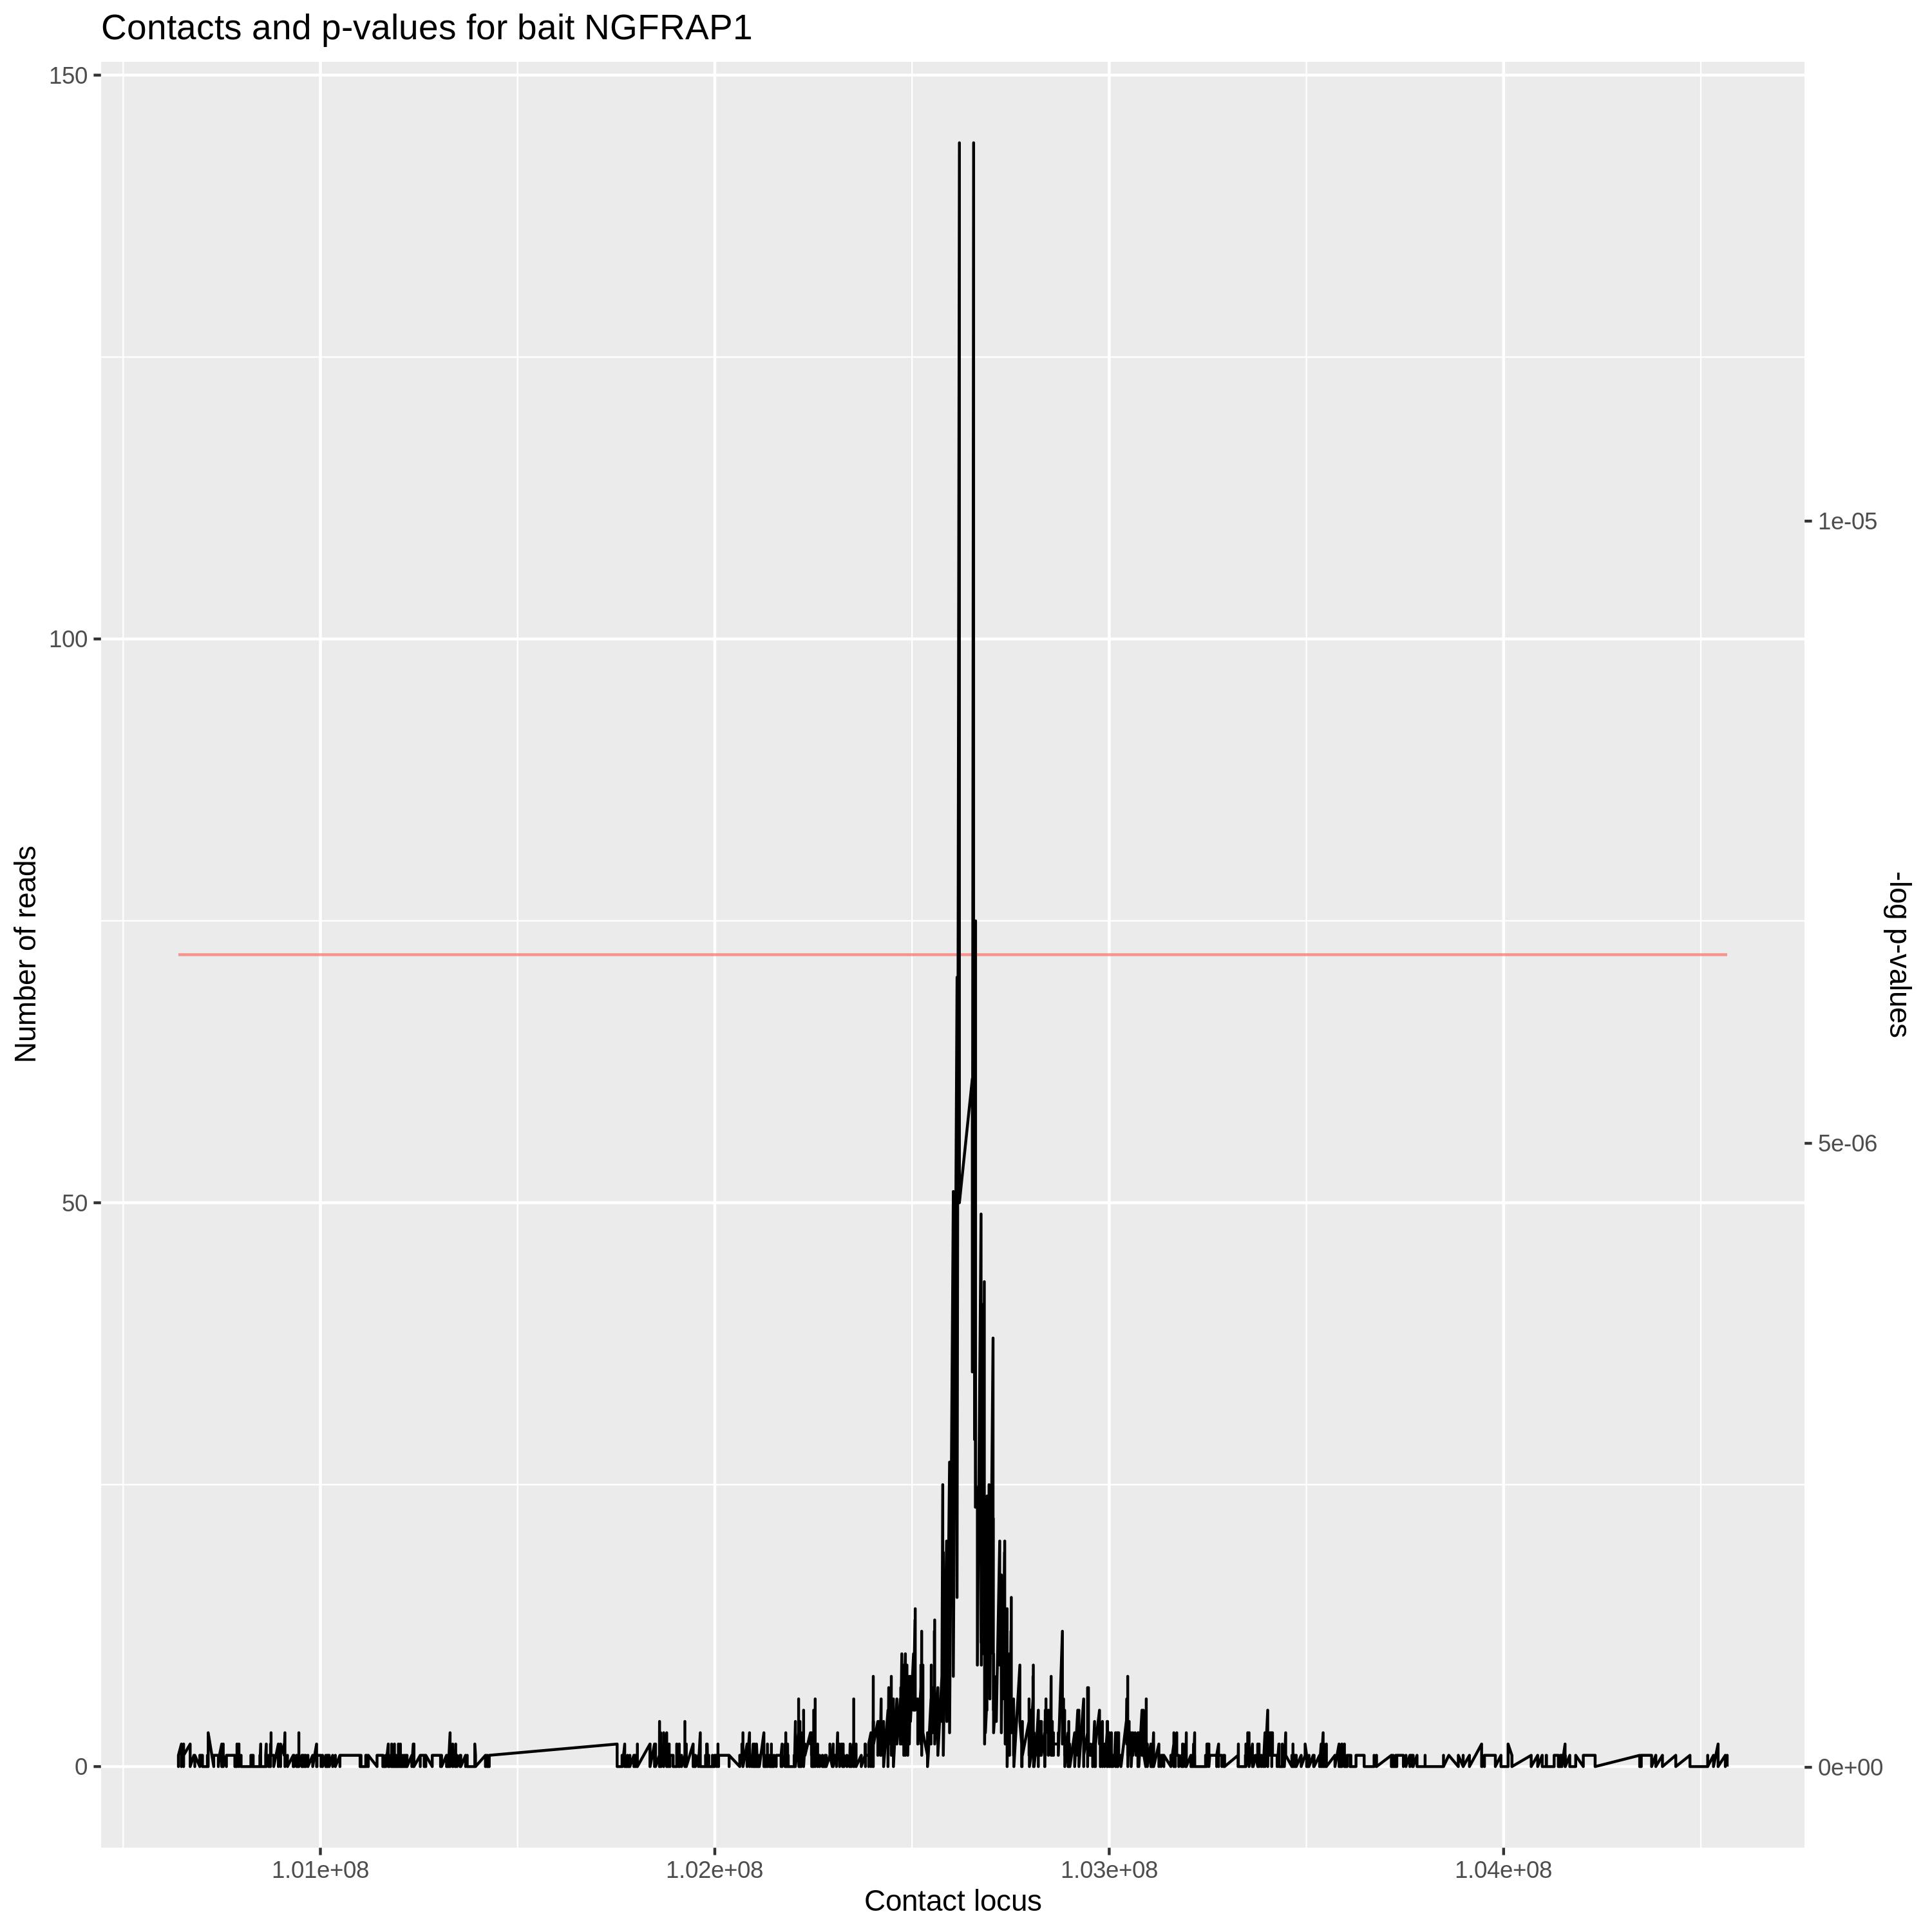 Contacts and p-values for bait NGFRAP1
150
100
50
0
Number of reads
1e-05
5e-06
0e+00
-log p-values
1.01e+08
1.02e+08
1.03e+08
1.04e+08
Contact locus